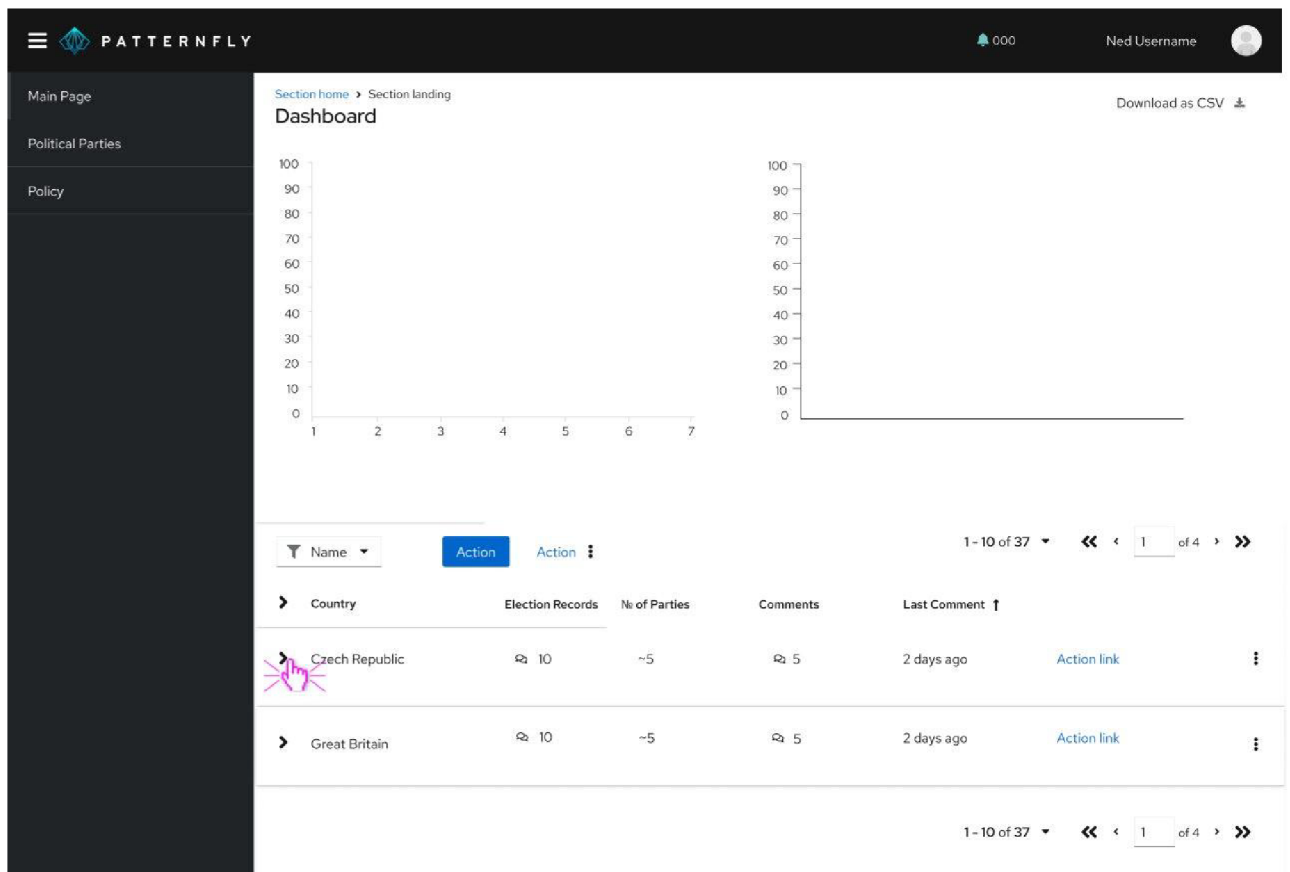 PATTERNFLY
000
Ned Username
Main Page
Political Parties
Policy
Section home > Section landing
Dashboard
Download as CSV
100
90
80
70
60
50
40
30
20
10
0
1 2 3 4 5 6 7
100
90
80
70
60
50
40
30
20
10
0
Name
Action
Action
1 - 10 of 37
1 of 4
Country Election Records № of Parties Comments Last Comment
Czech Republic 10 ~5 5 2 days ago Action link
Great Britain 10 ~5 5 2 days ago Action link
1 - 10 of 37
1 of 4